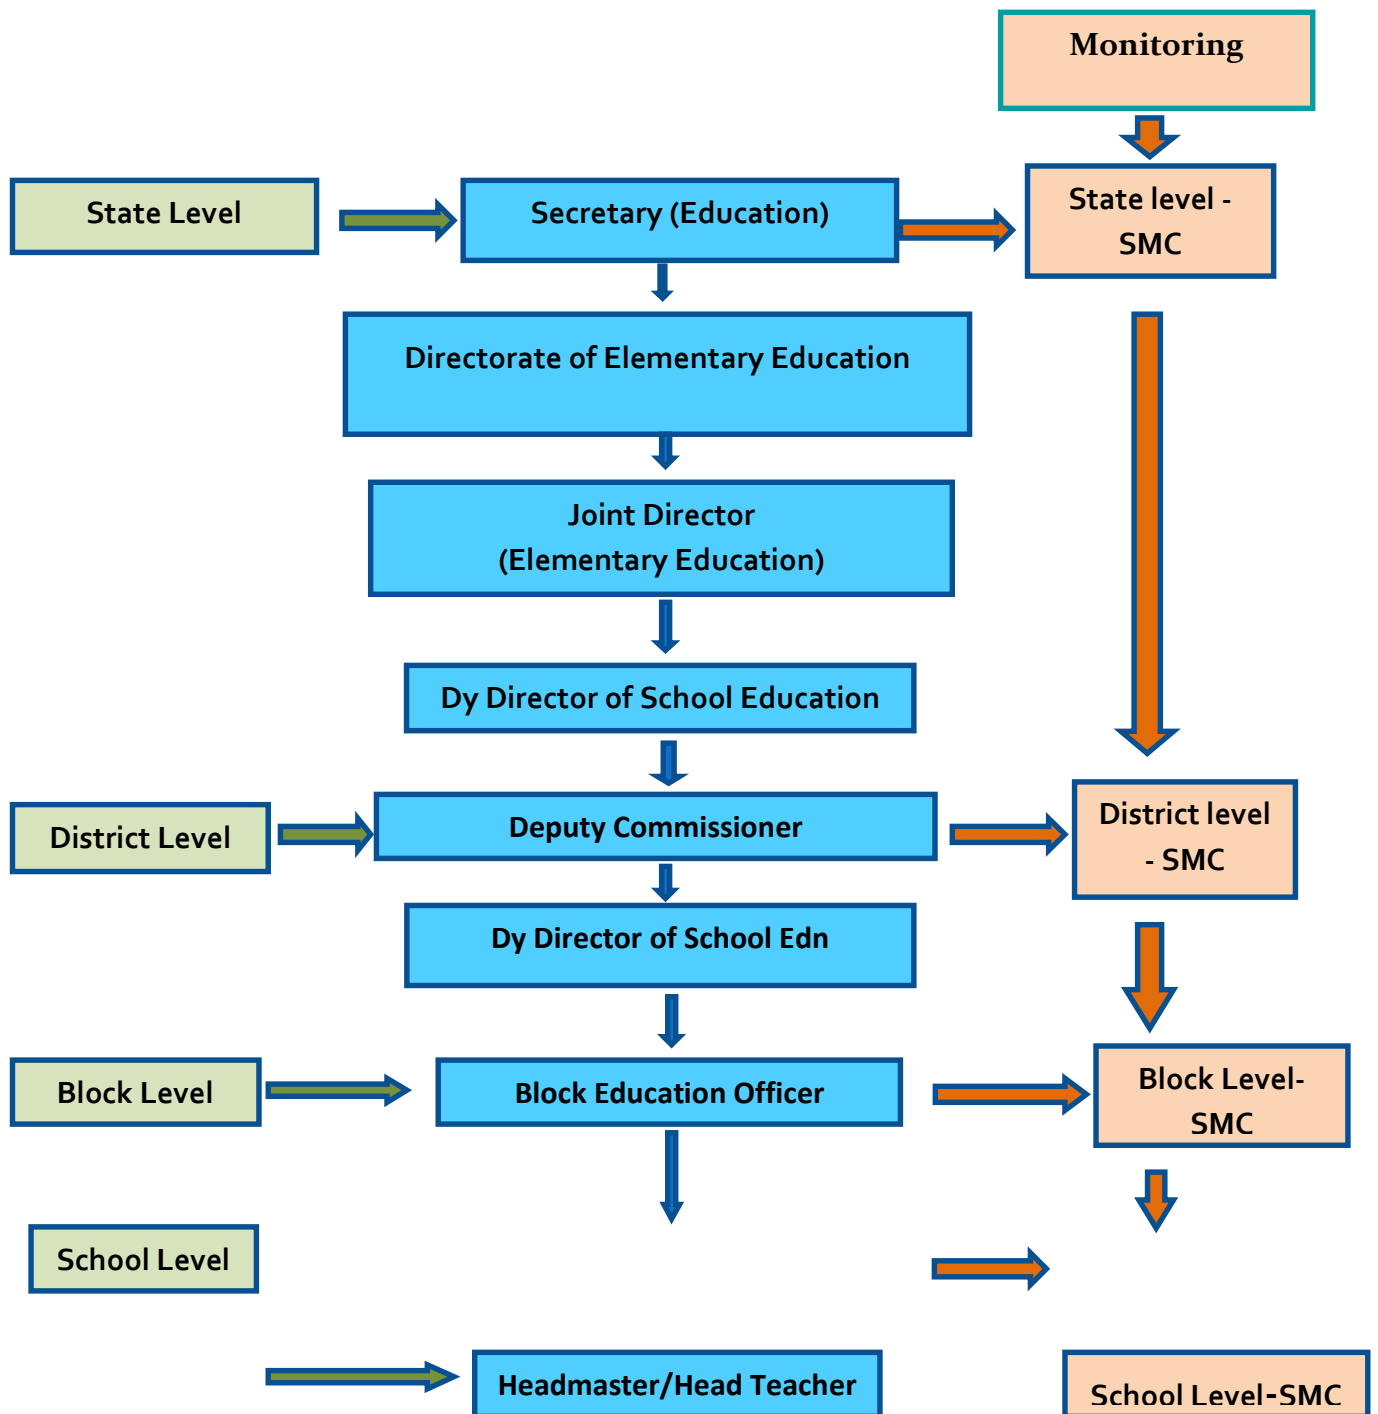 Monitoring
State Level
Secretary (Education)
State level -
SMC
Directorate of Elementary Education
Joint Director
(Elementary Education)
Dy Director of School Education
District Level
Deputy Commissioner
District level
- SMC
Dy Director of School Edn
Block Level
Block Education Officer
Block Level-
SMC
School Level
Headmaster/Head Teacher
School Level-SMC